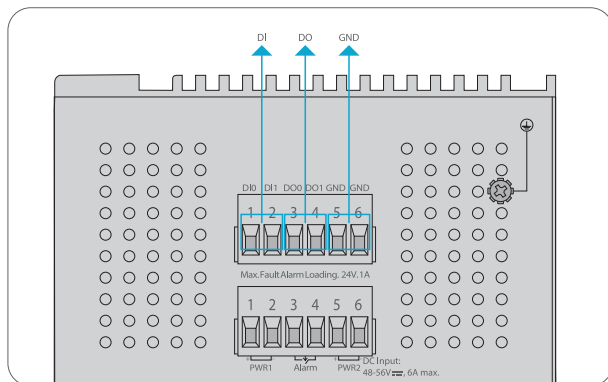 DI DO GND
DI0 DI1 DO0 DO1 GND GND
1 2 3 4 5 6
Max. Fault Alarm Loading. 24V.1A
1 2 3 4 5 6
+ PWR1 - Alarm + PWR2 -
DC Input:
48-56V⎓, 6A max.